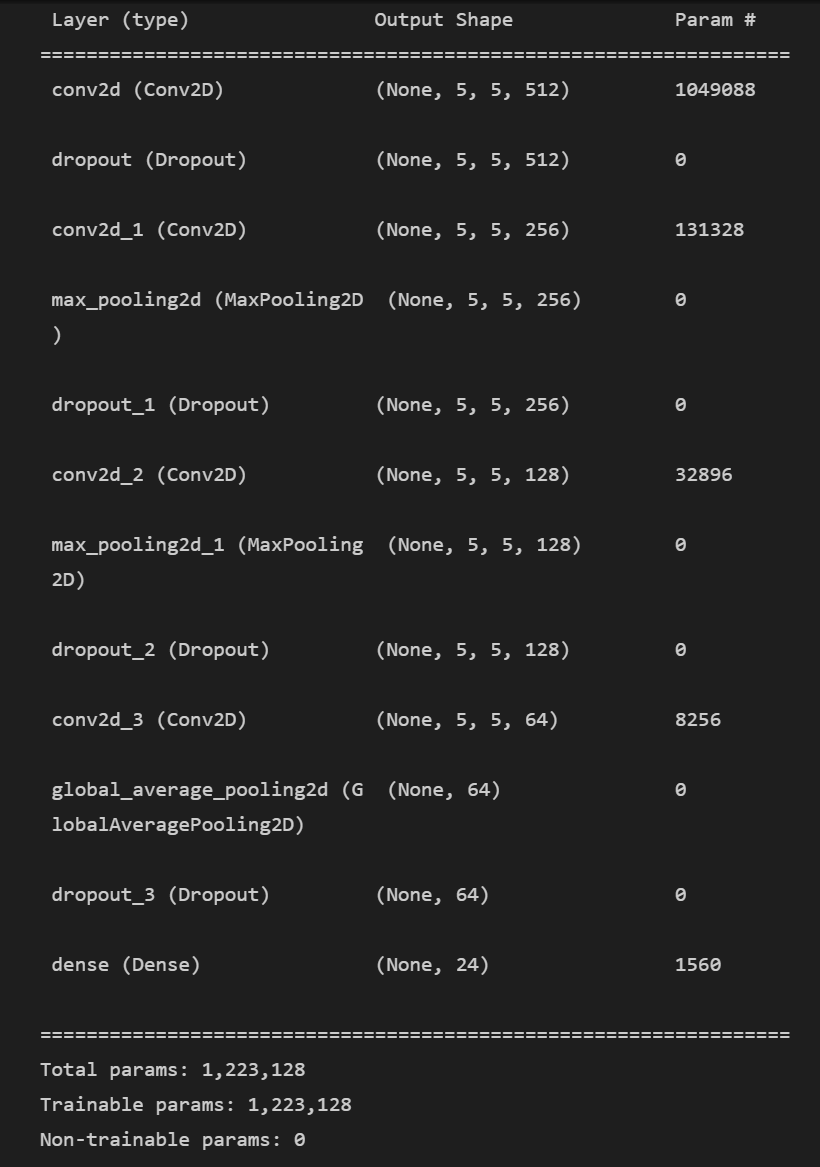 Layer (type) Output Shape Param #
=================================================================
conv2d (Conv2D) (None, 5, 5, 512) 1049088
dropout (Dropout) (None, 5, 5, 512) 0
conv2d_1 (Conv2D) (None, 5, 5, 256) 131328
max_pooling2d (MaxPooling2D (None, 5, 5, 256) 0
)
dropout_1 (Dropout) (None, 5, 5, 256) 0
conv2d_2 (Conv2D) (None, 5, 5, 128) 32896
max_pooling2d_1 (MaxPooling (None, 5, 5, 128) 0
2D)
dropout_2 (Dropout) (None, 5, 5, 128) 0
conv2d_3 (Conv2D) (None, 5, 5, 64) 8256
global_average_pooling2d (G (None, 64) 0
lobalAveragePooling2D)
dropout_3 (Dropout) (None, 64) 0
dense (Dense) (None, 24) 1560
=================================================================
Total params: 1,223,128
Trainable params: 1,223,128
Non-trainable params: 0